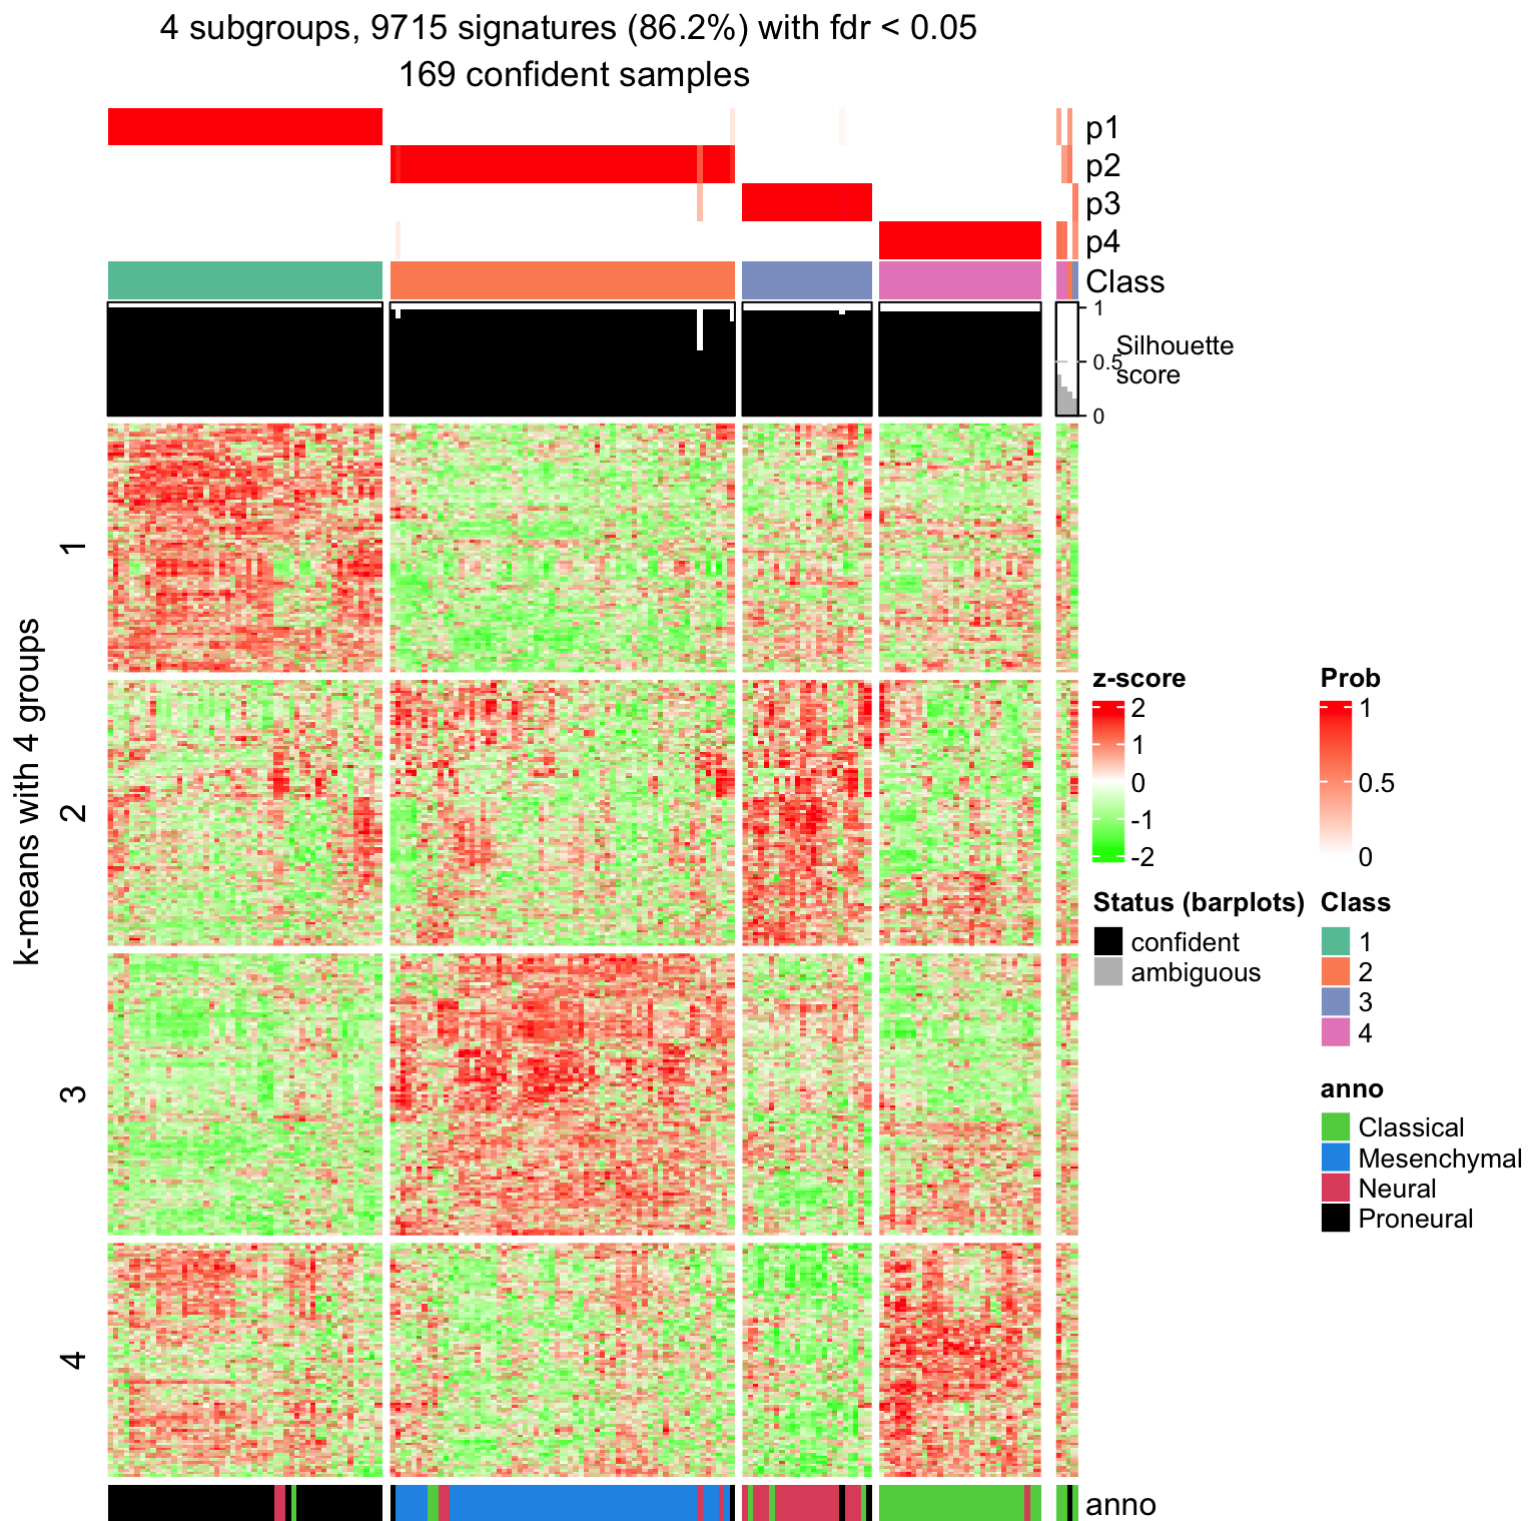 4 subgroups, 9715 signatures (86.2%) with fdr < 0.05
169 confident samples
p1
p2
p3
p4
Class
1
0.5
0
Silhouette
score
k-means with 4 groups
1
2
3
4
z-score
2
1
0
-1
-2
Prob
1
0.5
0
Status (barplots)
confident
ambiguous
Class
1
2
3
4
anno
Classical
Mesenchymal
Neural
Proneural
anno